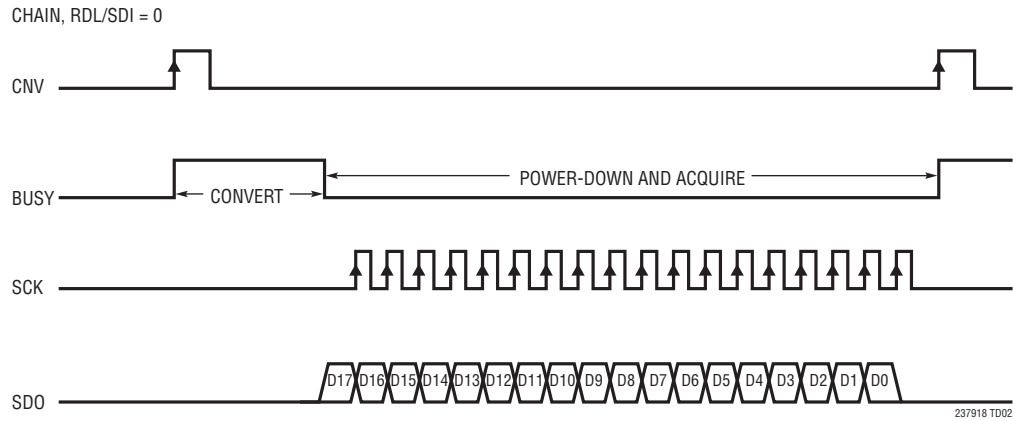 CHAIN, RDL/SDI = 0
CNV
BUSY
CONVERT
POWER-DOWN AND ACQUIRE
SCK
SDO
D17 D16 D15 D14 D13 D12 D11 D10 D9 D8 D7 D6 D5 D4 D3 D2 D1 D0
237918 TD02